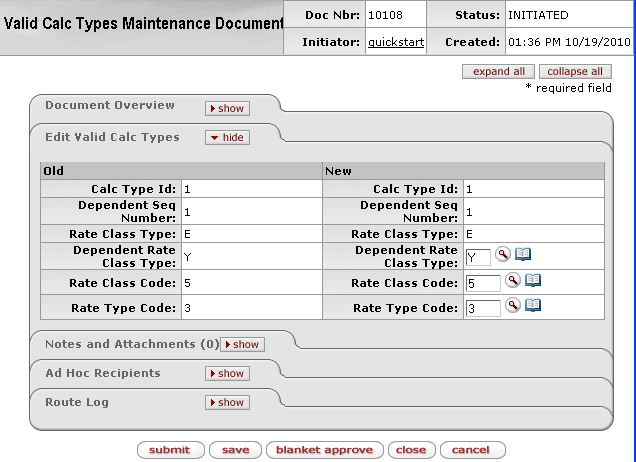 Valid Calc Types Maintenance Document
Doc Nbr: 10108 Status: INITIATED
Initiator: quickstart Created: 01:36 PM 10/19/2010
expand all collapse all
* required field
Document Overview show
Edit Valid Calc Types hide
Old New
Calc Type Id: 1 Calc Type Id: 1
Dependent Seq Number: 1 Dependent Seq Number: 1
Rate Class Type: E Rate Class Type: E
Dependent Rate Class Type: Y Dependent Rate Class Type: Y
Rate Class Code: 5 Rate Class Code: 5
Rate Type Code: 3 Rate Type Code: 3
Notes and Attachments (0) show
Ad Hoc Recipients show
Route Log show
submit save blanket approve close cancel